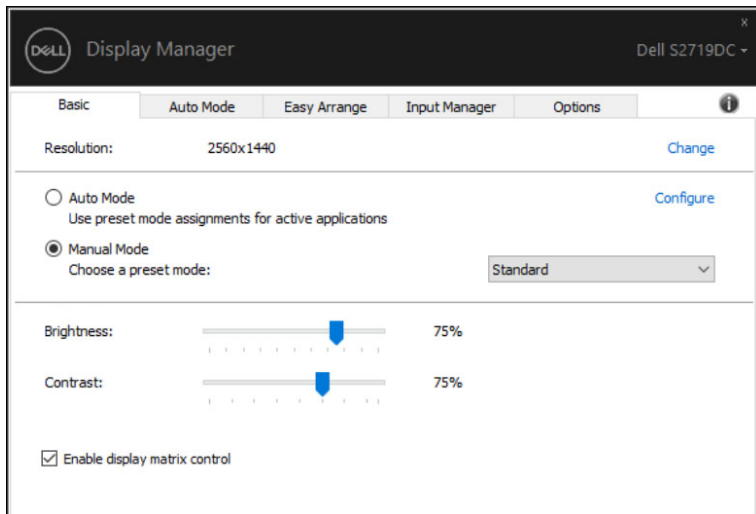 DELL Display Manager
x
Dell S2719DC
Basic Auto Mode Easy Arrange Input Manager Options i
Resolution: 2560x1440 Change
Auto Mode Configure
Use preset mode assignments for active applications
Manual Mode
Choose a preset mode: Standard
Brightness: 75%
Contrast: 75%
Enable display matrix control